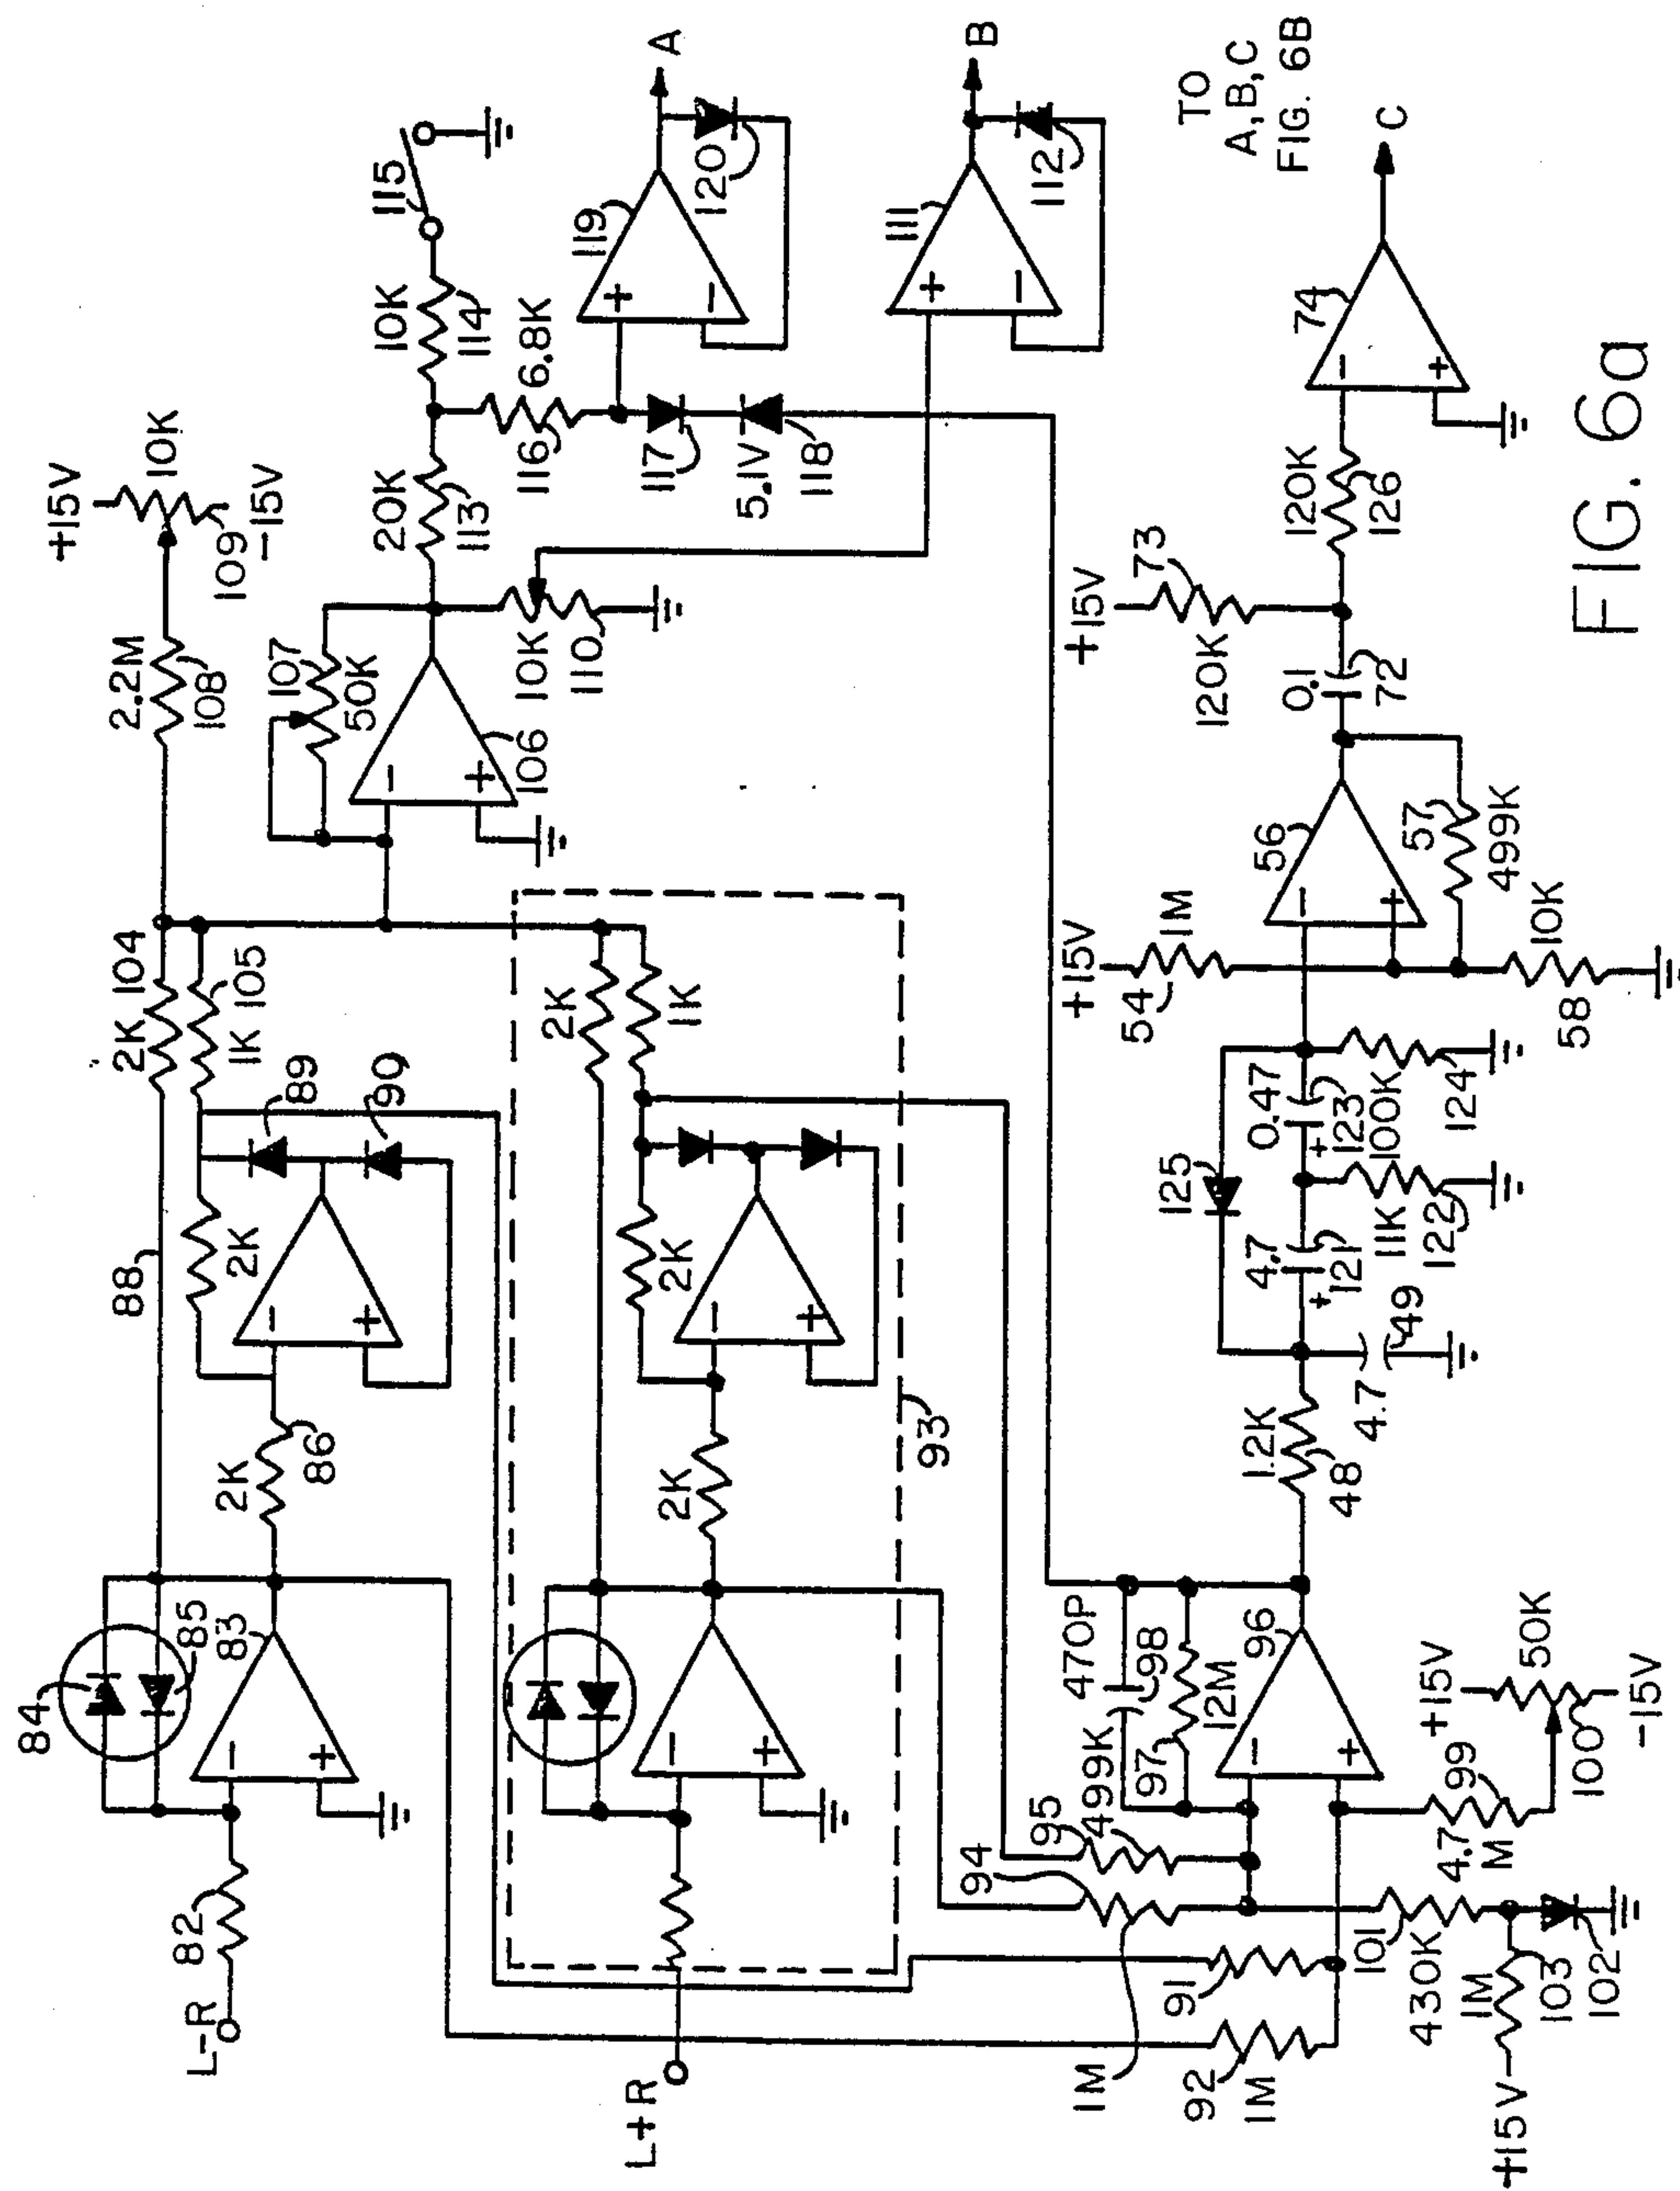 +15V
10K
109
-15V
2.2M
108
2K 104
1K 105
88
2K
89
90
84
85
83
2K
86
82
L-R
107
50K
106
10K
110
20K
113
10K
114
115
116
6.8K
117
5.1V
118
+
-
119
120
A
+
-
111
112
B
TO
A,B,C
FIG. 6B
2K
1K
2K
2K
93
L+R
94
95
499K
470P
98
97
12M
96
91
92
1M
1M
101
430K
1M
103
102
+15V
4.7
M
99
+15V
50K
100
-15V
1.2K
48
4.7
49
125
4.7
+
121
11K
122
0.47
+
123
100K
124
+15V
54
1M
56
57
499K
10K
58
0.1
72
+15V
73
120K
120K
126
74
C
FIG. 6a